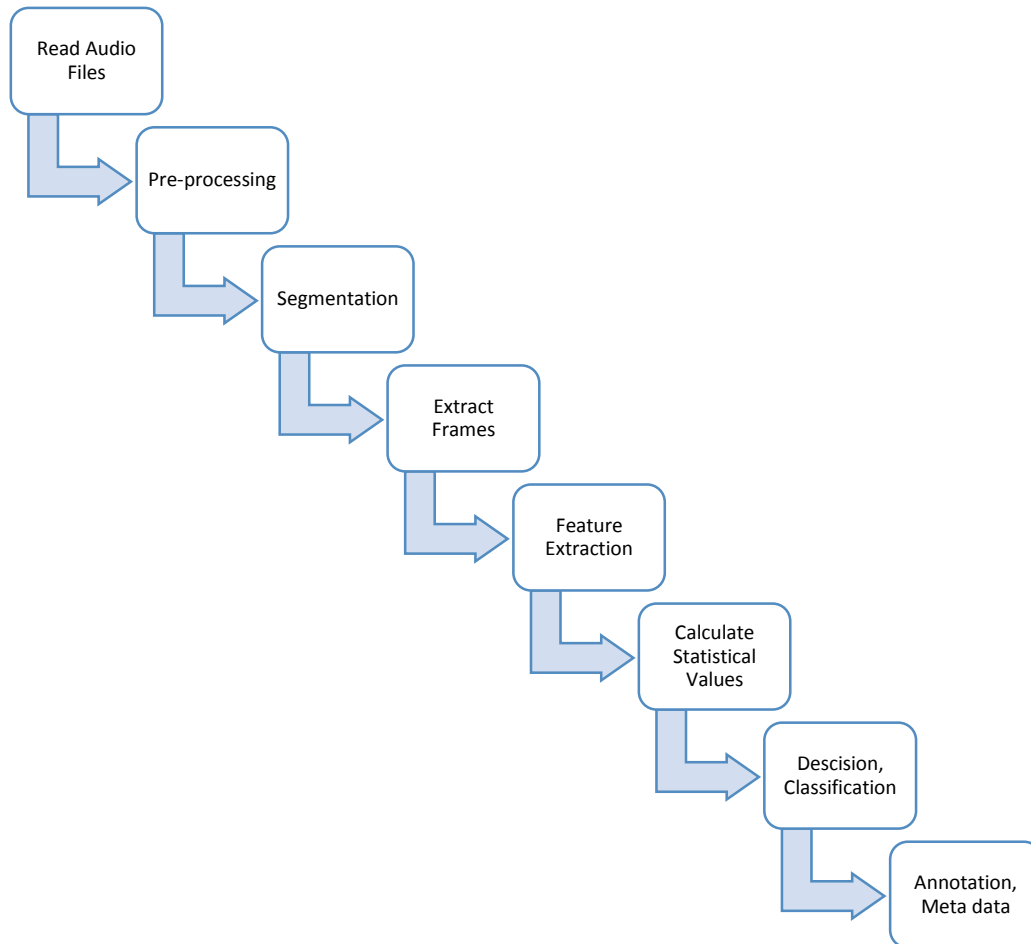 Read Audio
Files
Pre-processing
Segmentation
Extract
Frames
Feature
Extraction
Calculate
Statistical
Values
Descision,
Classification
Annotation,
Meta data